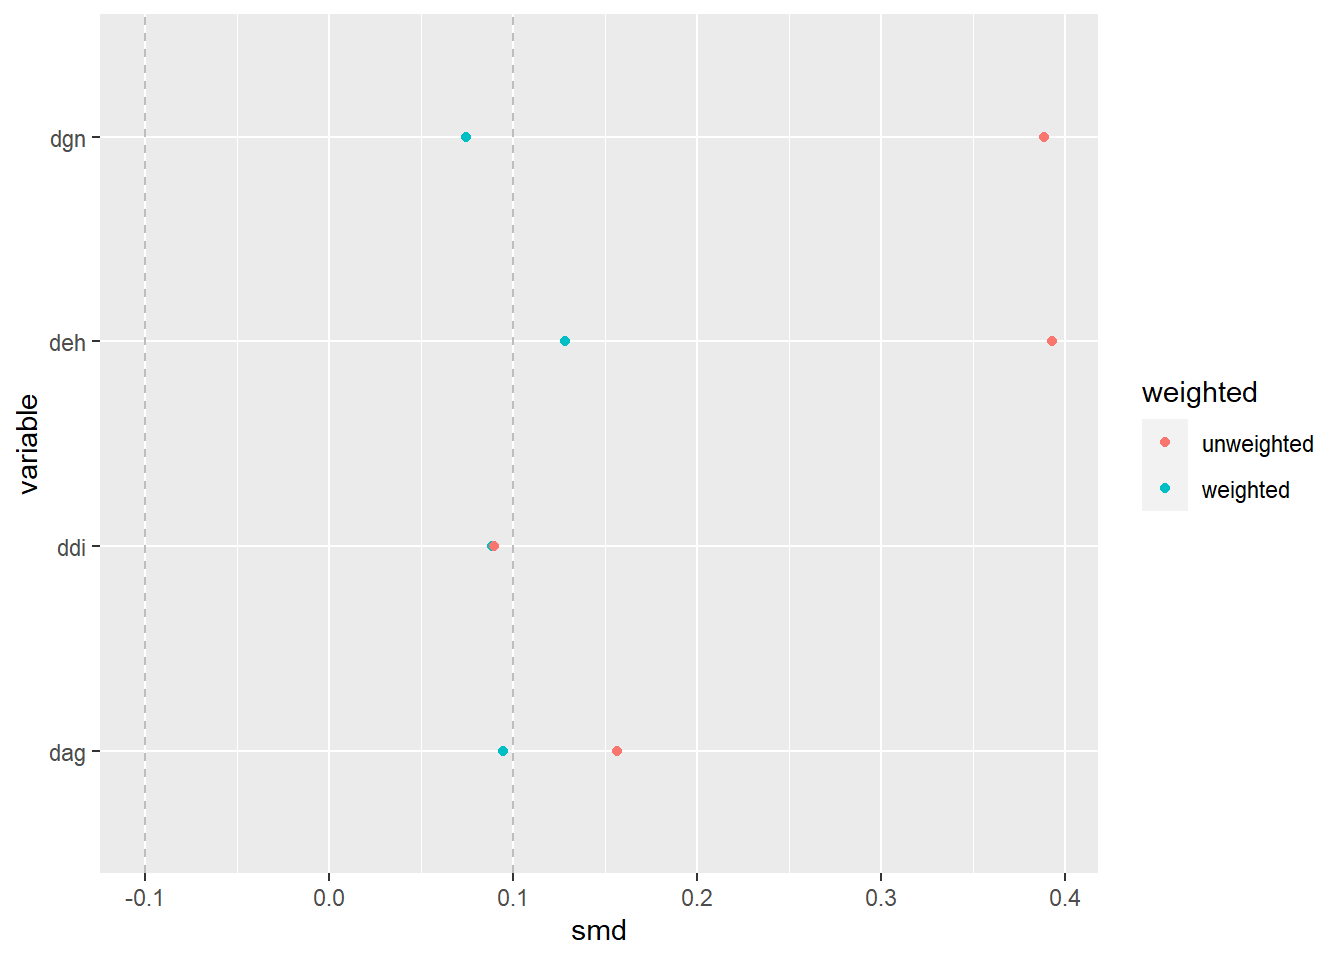 dgn
deh
ddi
dag
variable
-0.1
0.0
0.1
0.2
0.3
0.4
smd
weighted
unweighted
weighted